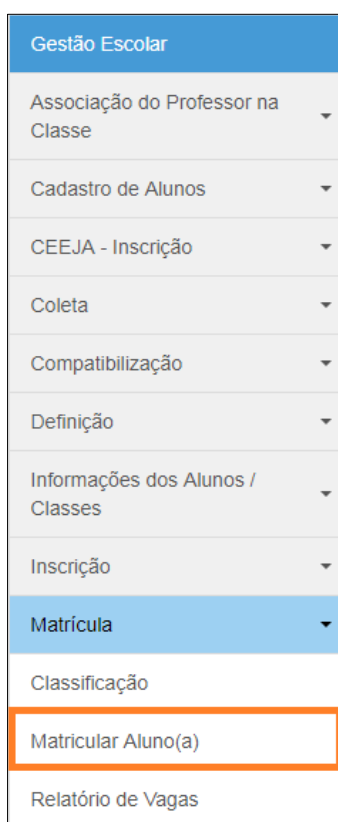 Gestão Escolar
Associação do Professor na
Classe
Cadastro de Alunos
CEEJA - Inscrição
Coleta
Compatibilização
Definição
Informações dos Alunos /
Classes
Inscrição
Matrícula
Classificação
Matricular Aluno(a)
Relatório de Vagas